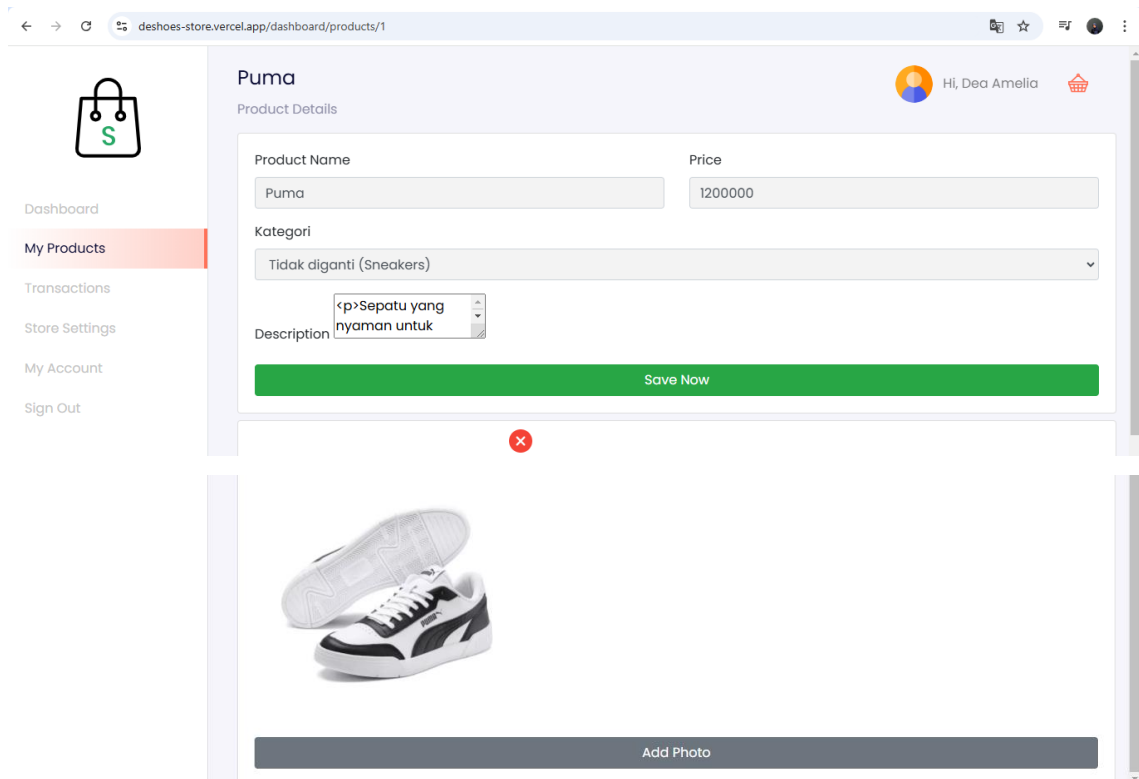 deshoes-store.vercel.app/dashboard/products/1
S
Dashboard
My Products
Transactions
Store Settings
My Account
Sign Out
Puma
Product Details
Hi, Dea Amelia
Product Name
Price
Puma
1200000
Kategori
Tidak diganti (Sneakers)
Description
<p>Sepatu yang
nyaman untuk
Save Now
PUMA
Add Photo